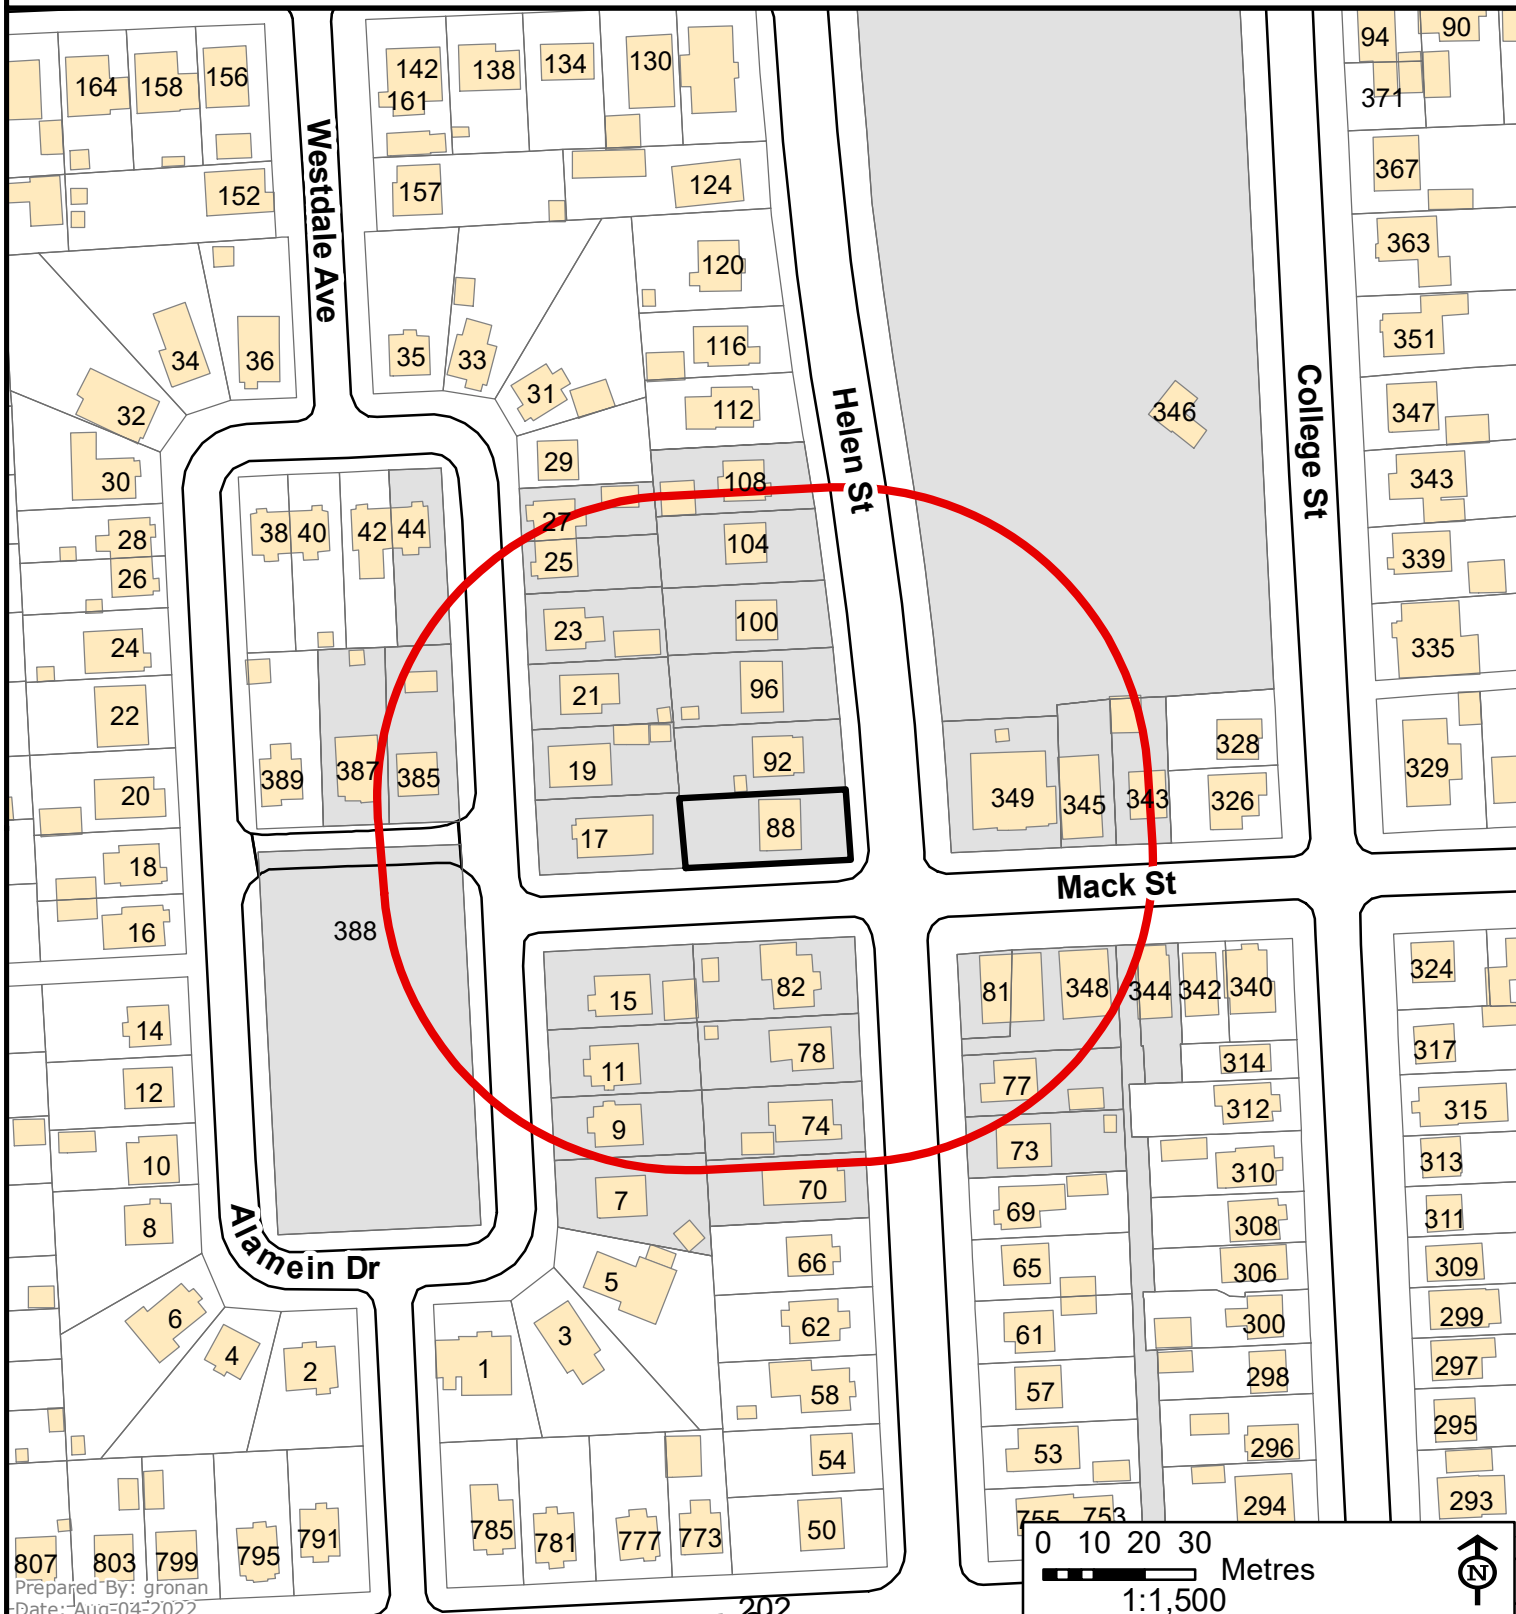 94 90
142 138 134 130
164 158 156
161
371
Westdale Ave
157 124 367
152
363
120
116 351
35 33 36 34
31
32 112 346 347
Helen St
College St
29
30 108 343
27
38 40 42 44
28 25 104 339
26
23 100
24 335
21 96
22
19 92 328
389 387 385 329
20 349 345 343 326
17 88
18
Mack St
388
16 324
15 82 81 348 344 342 340
14
11 78 317
12 77 314
9 74 312 315
10 73 313
7 70 310
8 69 308 311
Alamein Dr
5 66 65 306 309
6 3 62 61 300 299
4 2 1 58 57 298 297
54 53 296 295
785 781 777 773 50 755 753 294 293
807 803 799 795 791
202
Prepared By: gronan
Date: Aug-04-2022
0 10 20 30
Metres
1:1,500
N